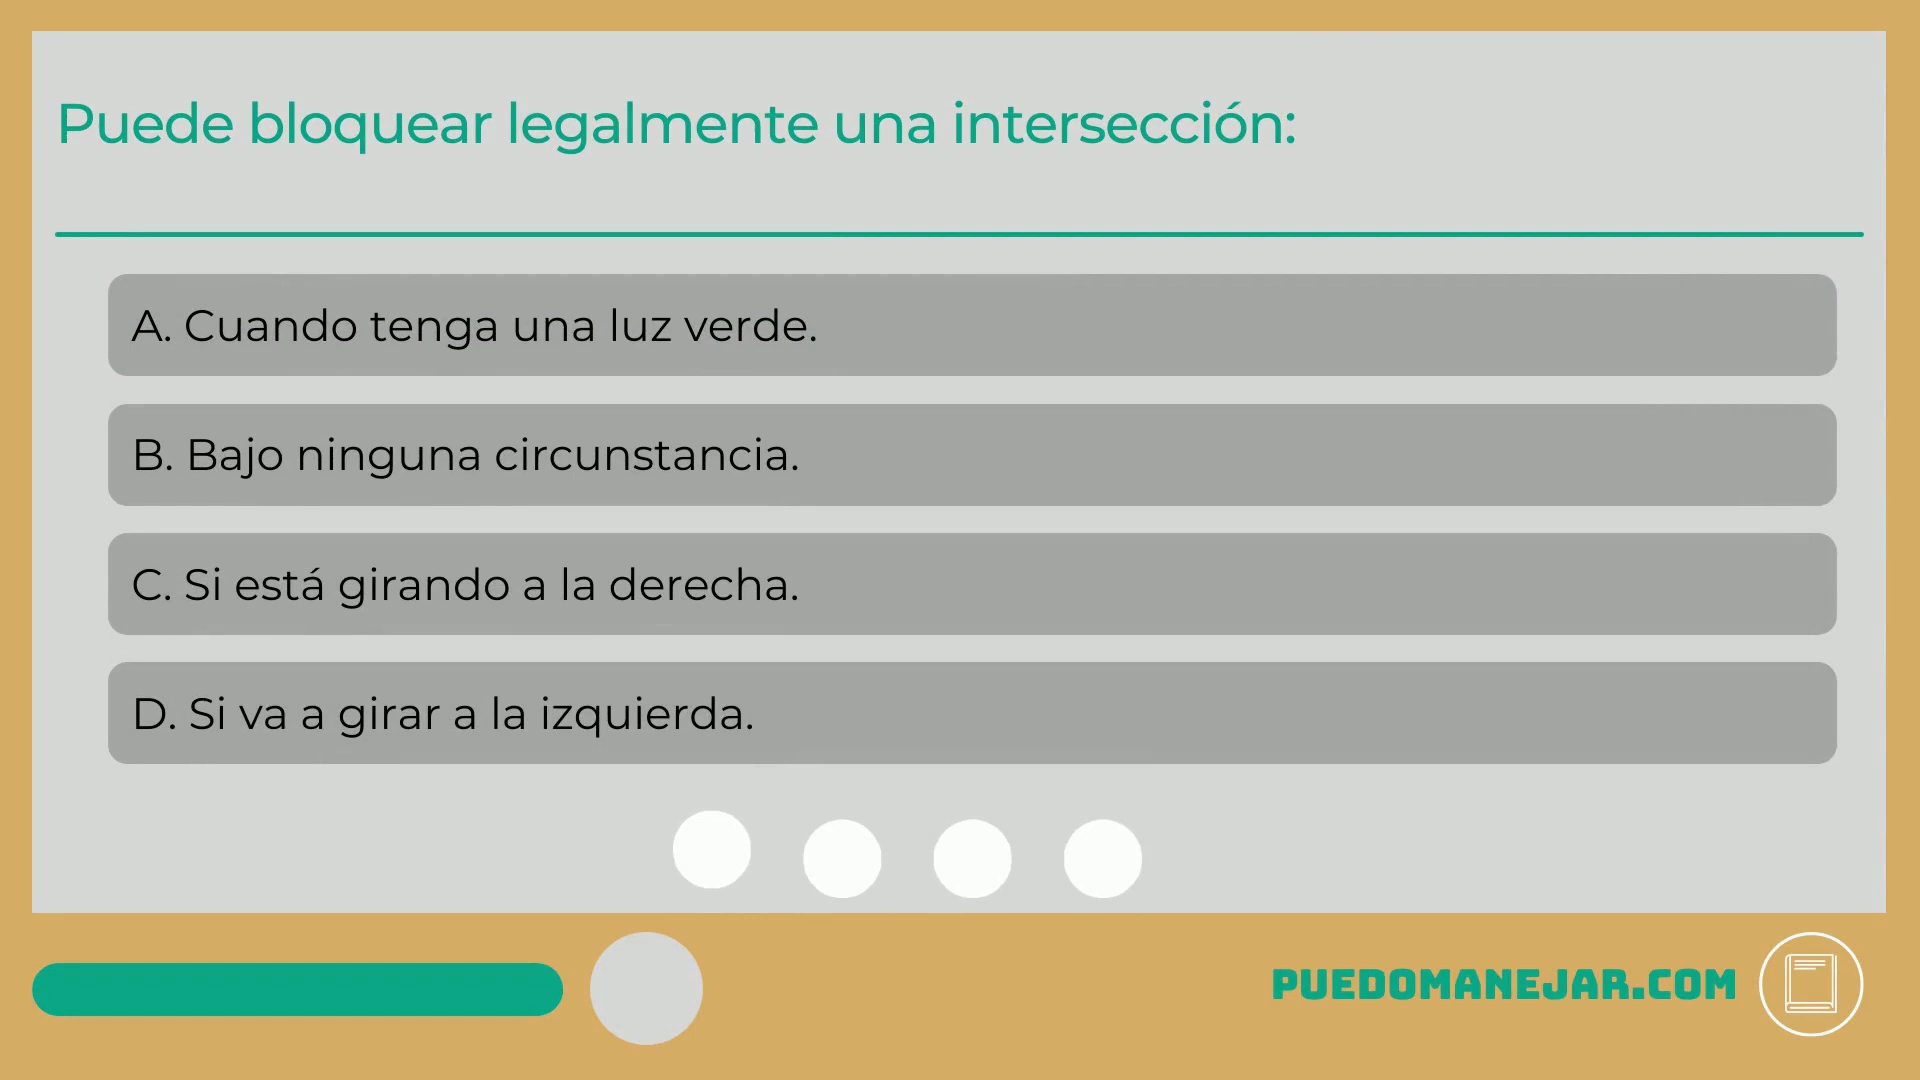 Puede bloquear legalmente una intersección:
A. Cuando tenga una luz verde.
B. Bajo ninguna circunstancia.
C. Si está girando a la derecha.
D. Si va a girar a la izquierda.
PUEDOMANEJAR.COM